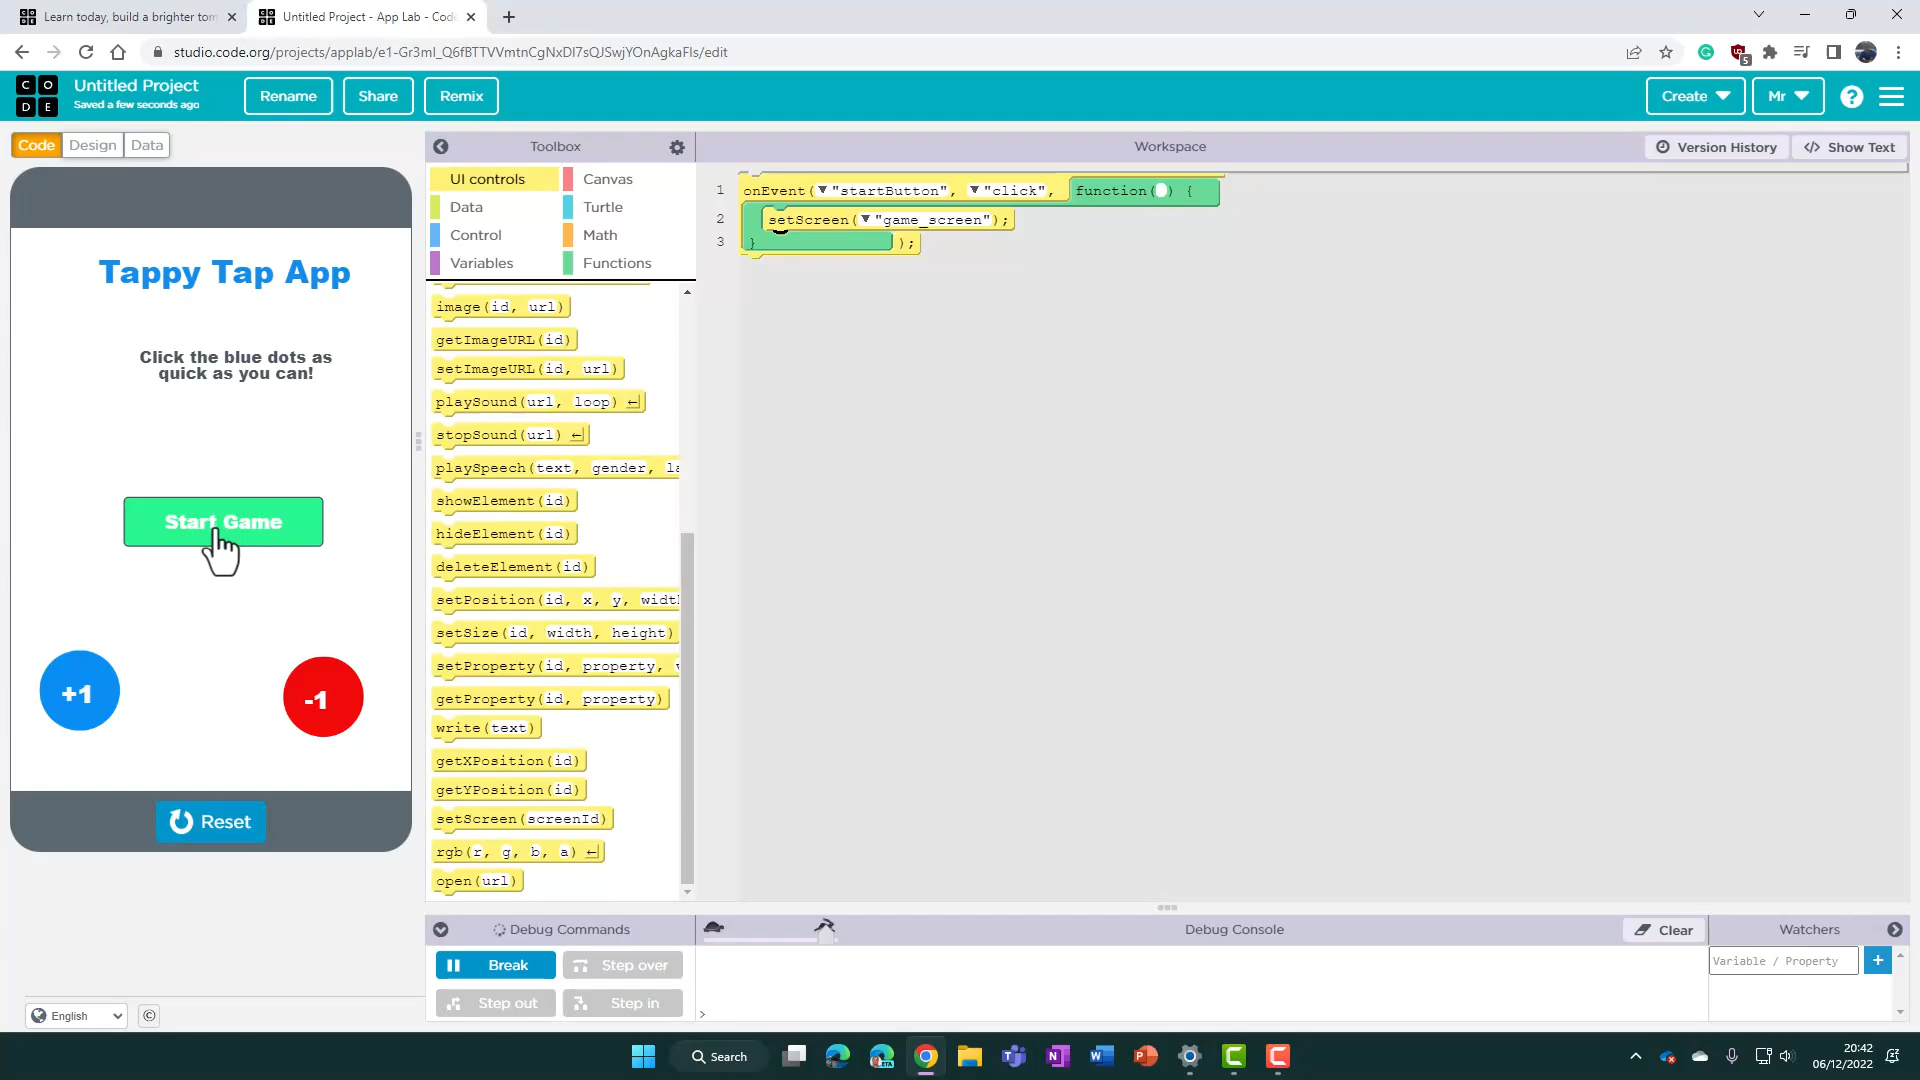 Learn today, build a brighter tom
Untitled Project - App Lab - Code
studio.code.org/projects/applab/e1-Gr3ml_Q6fBTTVVmtnCgNxDI7sQJSwjYOnAgkaFIs/edit
5
C O
D E
Untitled Project
Saved a few seconds ago
Rename
Share
Remix
Create
Mr
?
Code
Design
Data
Toolbox
Workspace
Version History
</> Show Text
UI controls
Canvas
Data
Turtle
Control
Math
Variables
Functions
1 onEvent("startButton", "click", function( ) {
2 setScreen("game_screen");
3 } );
Tappy Tap App
Click the blue dots as
quick as you can!
Start Game
+1
-1
Reset
image(id, url)
getImageURL(id)
setImageURL(id, url)
playSound(url, loop)
stopSound(url)
playSpeech(text, gender, la
showElement(id)
hideElement(id)
deleteElement(id)
setPosition(id, x, y, widt
setSize(id, width, height)
setProperty(id, property, v
getProperty(id, property)
write(text)
getXPosition(id)
getYPosition(id)
setScreen(screenId)
rgb(r, g, b, a)
open(url)
Debug Commands
Debug Console
Clear
Watchers
Break
Step over
Step out
Step in
Variable / Property
+
>
English
©
Search
20:42
06/12/2022